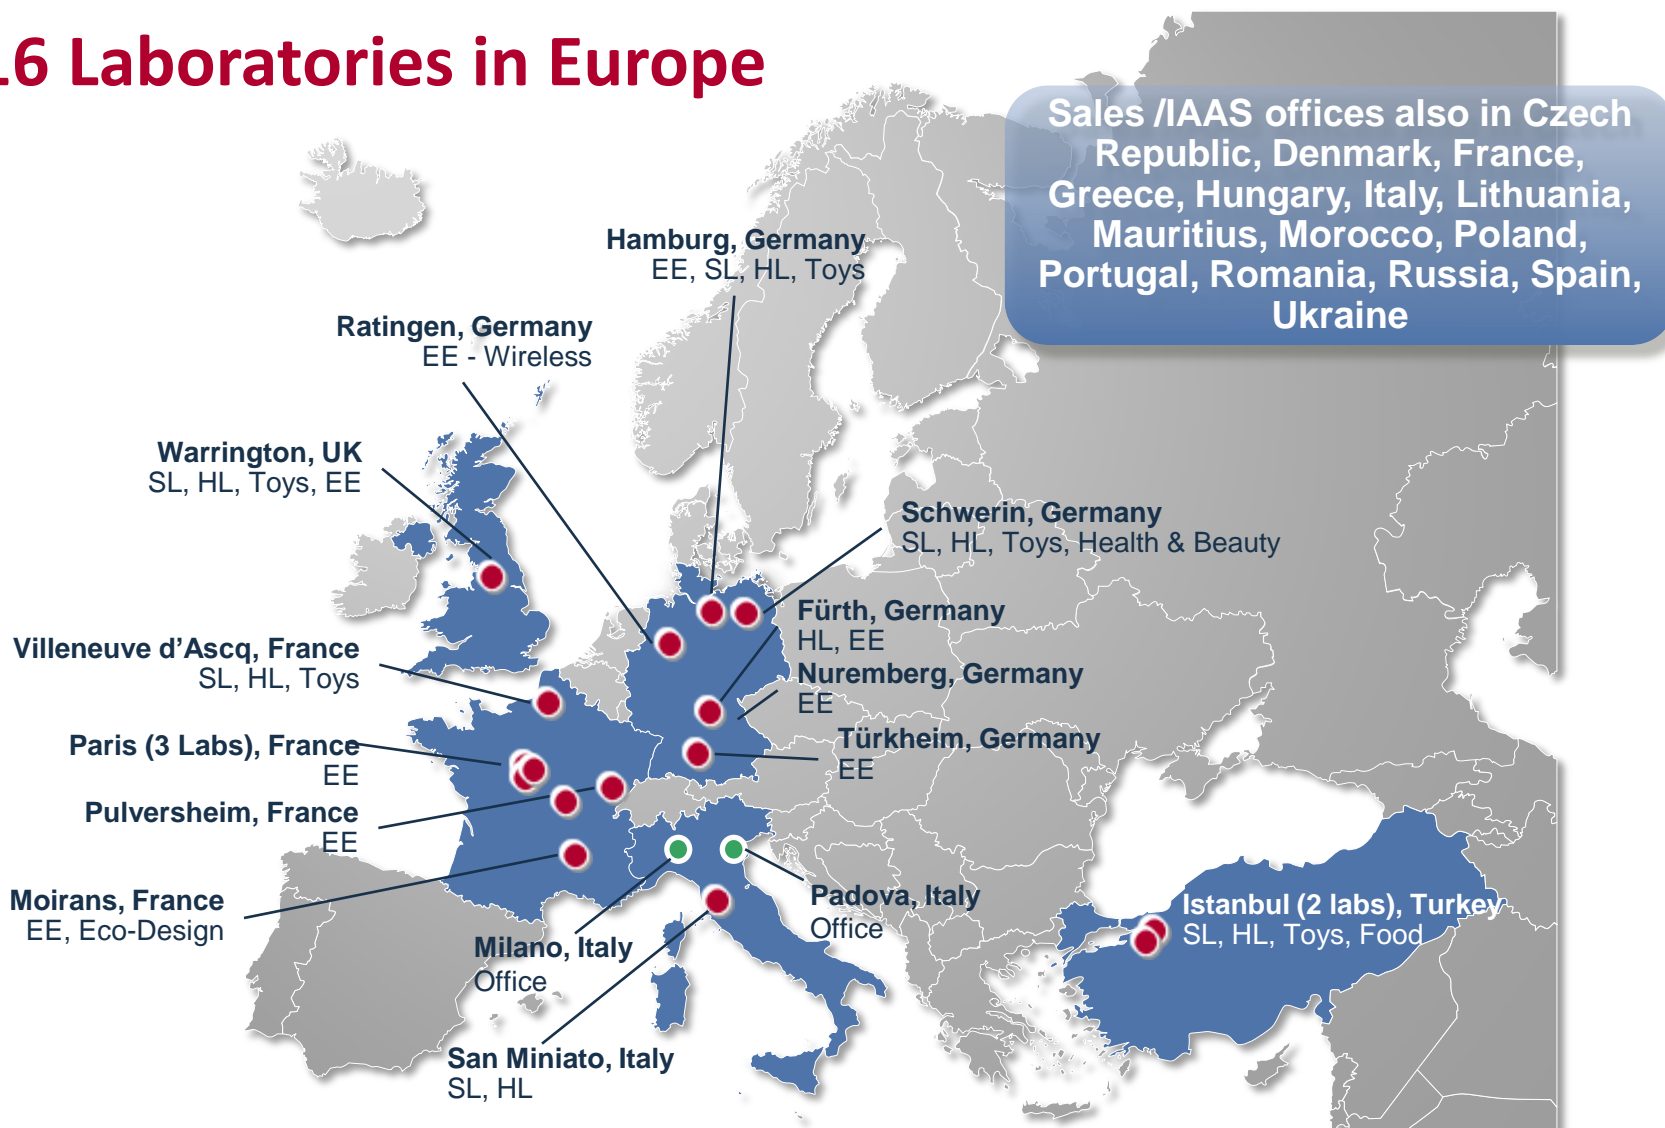 .6 Laboratories in Europe
Sales /IAAS offices also in Czech
Republic, Denmark, France,
Greece, Hungary, Italy, Lithuania,
Mauritius, Morocco, Poland,
Portugal, Romania, Russia, Spain,
Ukraine
Hamburg, Germany
EE, SL, HL, Toys
Ratingen, Germany
EE - Wireless
Warrington, UK
SL, HL, Toys, EE
Schwerin, Germany
SL, HL, Toys, Health & Beauty
Fürth, Germany
HL, EE
Villeneuve d’Ascq, France
SL, HL, Toys
Nuremberg, Germany
EE
Paris (3 Labs), France
EE
Türkheim, Germany
EE
Pulversheim, France
EE
Moirans, France
EE, Eco-Design
Padova, Italy
Office
Istanbul (2 labs), Turkey
SL, HL, Toys, Food
Milano, Italy
Office
San Miniato, Italy
SL, HL